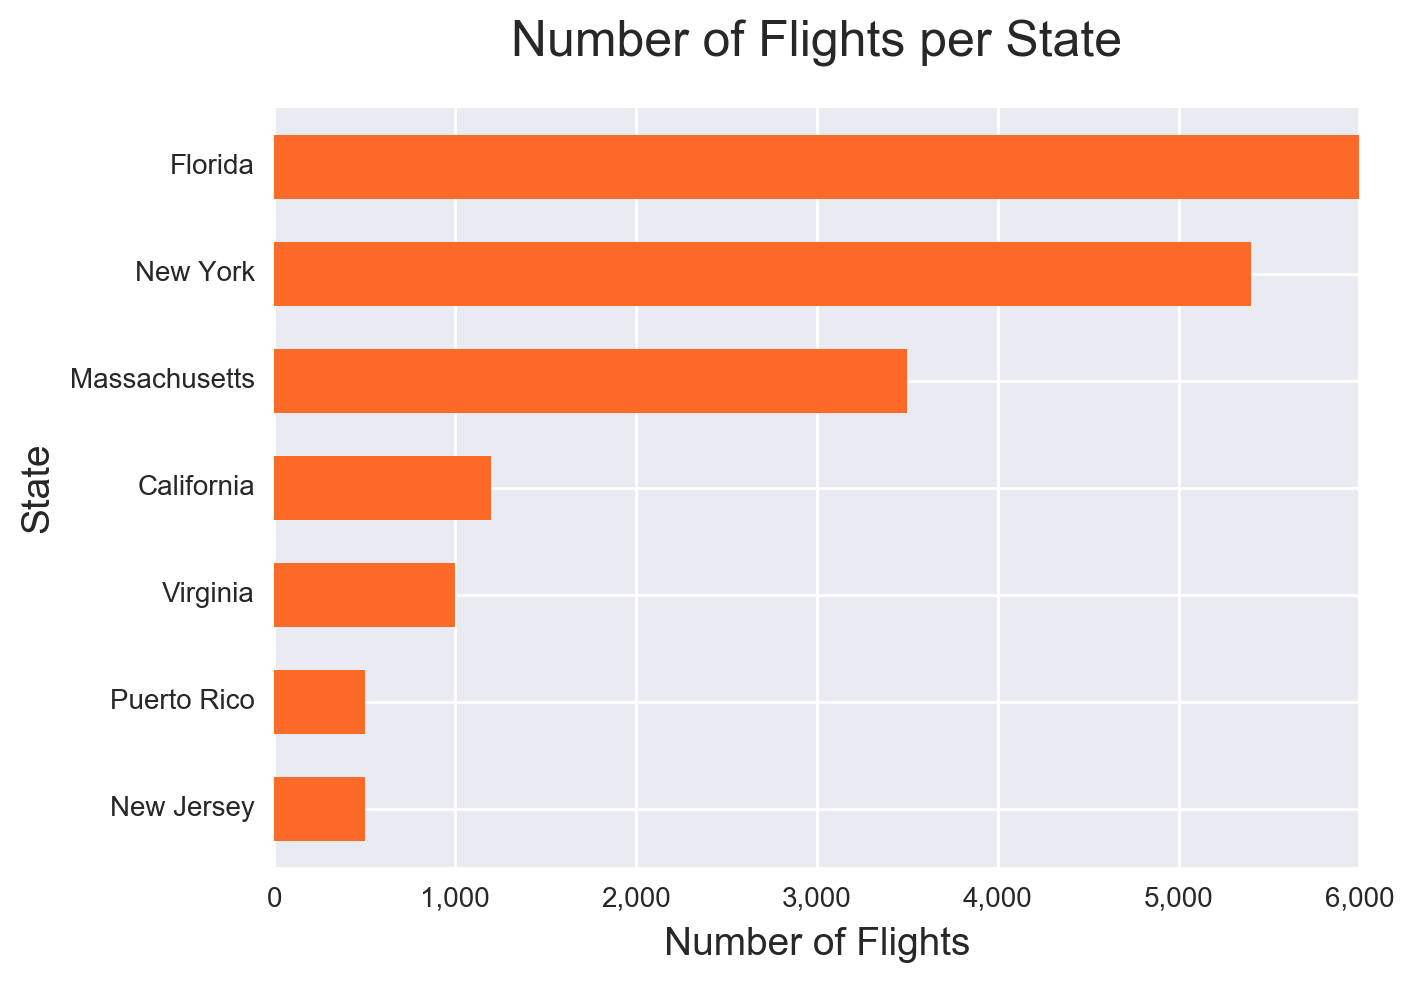 Number of Flights per State
Florida
New York
Massachusetts
California
Virginia
Puerto Rico
New Jersey
State
0 1,000 2,000 3,000 4,000 5,000 6,000
Number of Flights